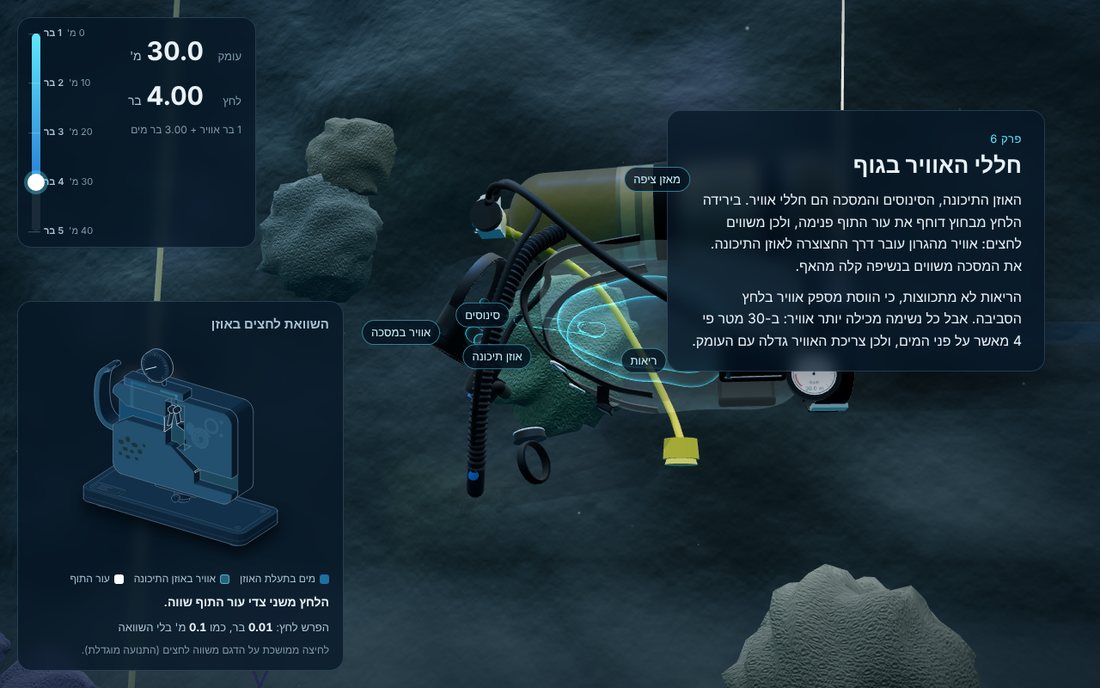 עומק 30.0 מ'
לחץ 4.00 בר
1 בר אוויר + 3.00 בר מים
0 מ' 1 בר
10 מ' 2 בר
20 מ' 3 בר
30 מ' 4 בר
40 מ' 5 בר
פרק 6
חללי האוויר בגוף
האוזן התיכונה, הסינוסים והמסכה הם חללי אוויר. בירידה
הלחץ מבחוץ דוחף את עור התוף פנימה, ולכן משווים
לחצים: אוויר מהגרון עובר דרך החצוצרה לאוזן התיכונה.
את המסכה משווים בנשיפה קלה מהאף.
הריאות לא מתכווצות, כי הווסת מספק אוויר בלחץ
הסביבה. אבל כל נשימה מכילה יותר אוויר: ב-30 מטר פי
4 מאשר על פני המים, ולכן צריכת האוויר גדלה עם העומק.
מאזן ציפה
סינוסים
אוויר במסכה
אוזן תיכונה
ריאות
השוואת לחצים באוזן
מים בתעלת האוזן
אוויר באוזן התיכונה
עור התוף
הלחץ משני צדי עור התוף שווה.
הפרש לחץ: 0.01 בר, כמו 0.1 מ' בלי השוואה
לחיצה ממושכת על הדגם משווה לחצים (התנועה מוגדלת).